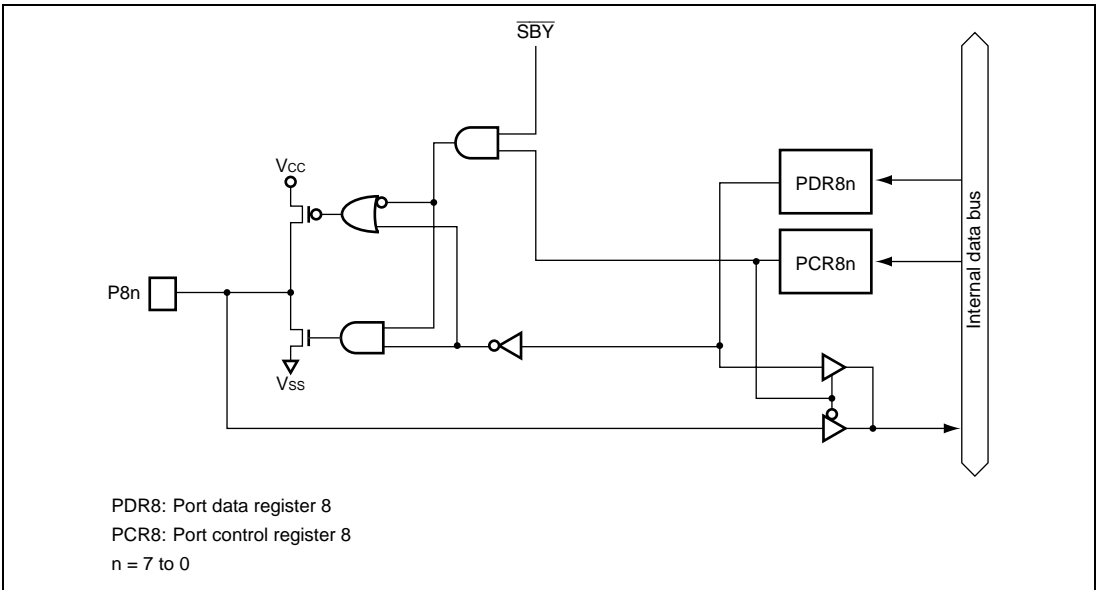 SBY
VCC
PDR8n
PCR8n
Internal data bus
P8n
VSS
PDR8: Port data register 8
PCR8: Port control register 8
n = 7 to 0